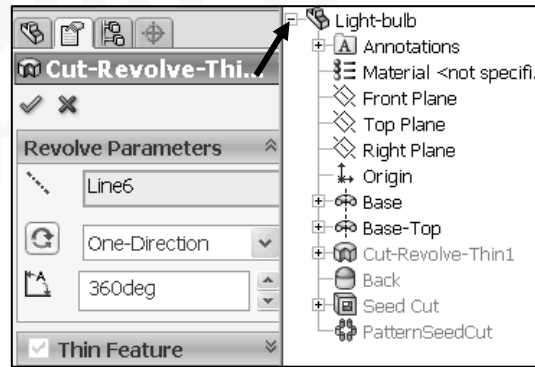 Cut-Revolve-Thi...
Revolve Parameters
Line6
One-Direction
360deg
Thin Feature
Light-bulb
A Annotations
Material <not specifi.
Front Plane
Top Plane
Right Plane
Origin
Base
Base-Top
Cut-Revolve-Thin1
Back
Seed Cut
PatternSeedCut